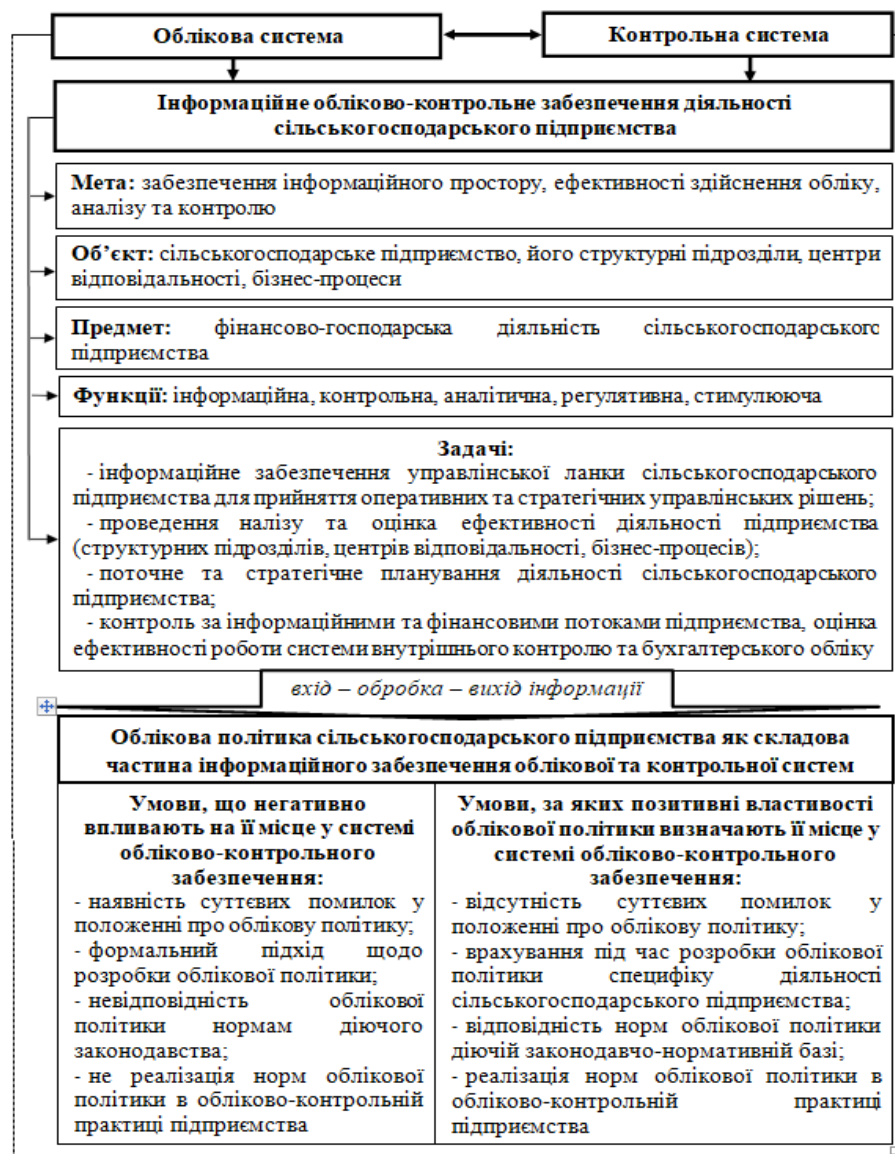 Облікова система
Контрольна система
Інформаційне обліково-контрольне забезпечення діяльності
сільськогосподарського підприємства
Мета: забезпечення інформаційного простору, ефективності здійснення обліку,
аналізу та контролю
Об’єкт: сільськогосподарське підприємство, його структурні підрозділи, центри
відповідальності, бізнес-процеси
Предмет: фінансово-господарська діяльність сільськогосподарського
підприємства
Функції: інформаційна, контрольна, аналітична, регулятивна, стимулююча
Задачі:
- інформаційне забезпечення управлінської ланки сільськогосподарського
підприємства для прийняття оперативних та стратегічних управлінських рішень;
- проведення налізу та оцінка ефективності діяльності підприємства
(структурних підрозділів, центрів відповідальності, бізнес-процесів);
- поточне та стратегічне планування діяльності сільськогосподарського
підприємства;
- контроль за інформаційними та фінансовими потоками підприємства, оцінка
ефективності роботи системи внутрішнього контролю та бухгалтерського обліку
вхід – обробка – вихід інформації
Облікова політика сільськогосподарського підприємства як складова
частина інформаційного забезпечення облікової та контрольної систем
Умови, що негативно
впливають на її місце у системі
обліково-контрольного
забезпечення:
- наявність суттєвих помилок у
положенні про облікову політику;
- формальний підхід щодо
розробки облікової політики;
- невідповідність облікової
політики нормам діючого
законодавства;
- не реалізація норм облікової
політики в обліково-контрольній
практиці підприємства
Умови, за яких позитивні властивості
облікової політики визначають її місце у
системі обліково-контрольного
забезпечення:
- відсутність суттєвих помилок у
положенні про облікову політику;
- врахування під час розробки облікової
політики специфіку діяльності
сільськогосподарського підприємства;
- відповідність норм облікової політики
діючій законодавчо-нормативній базі;
- реалізація норм облікової політики в
обліково-контрольній практиці
підприємства